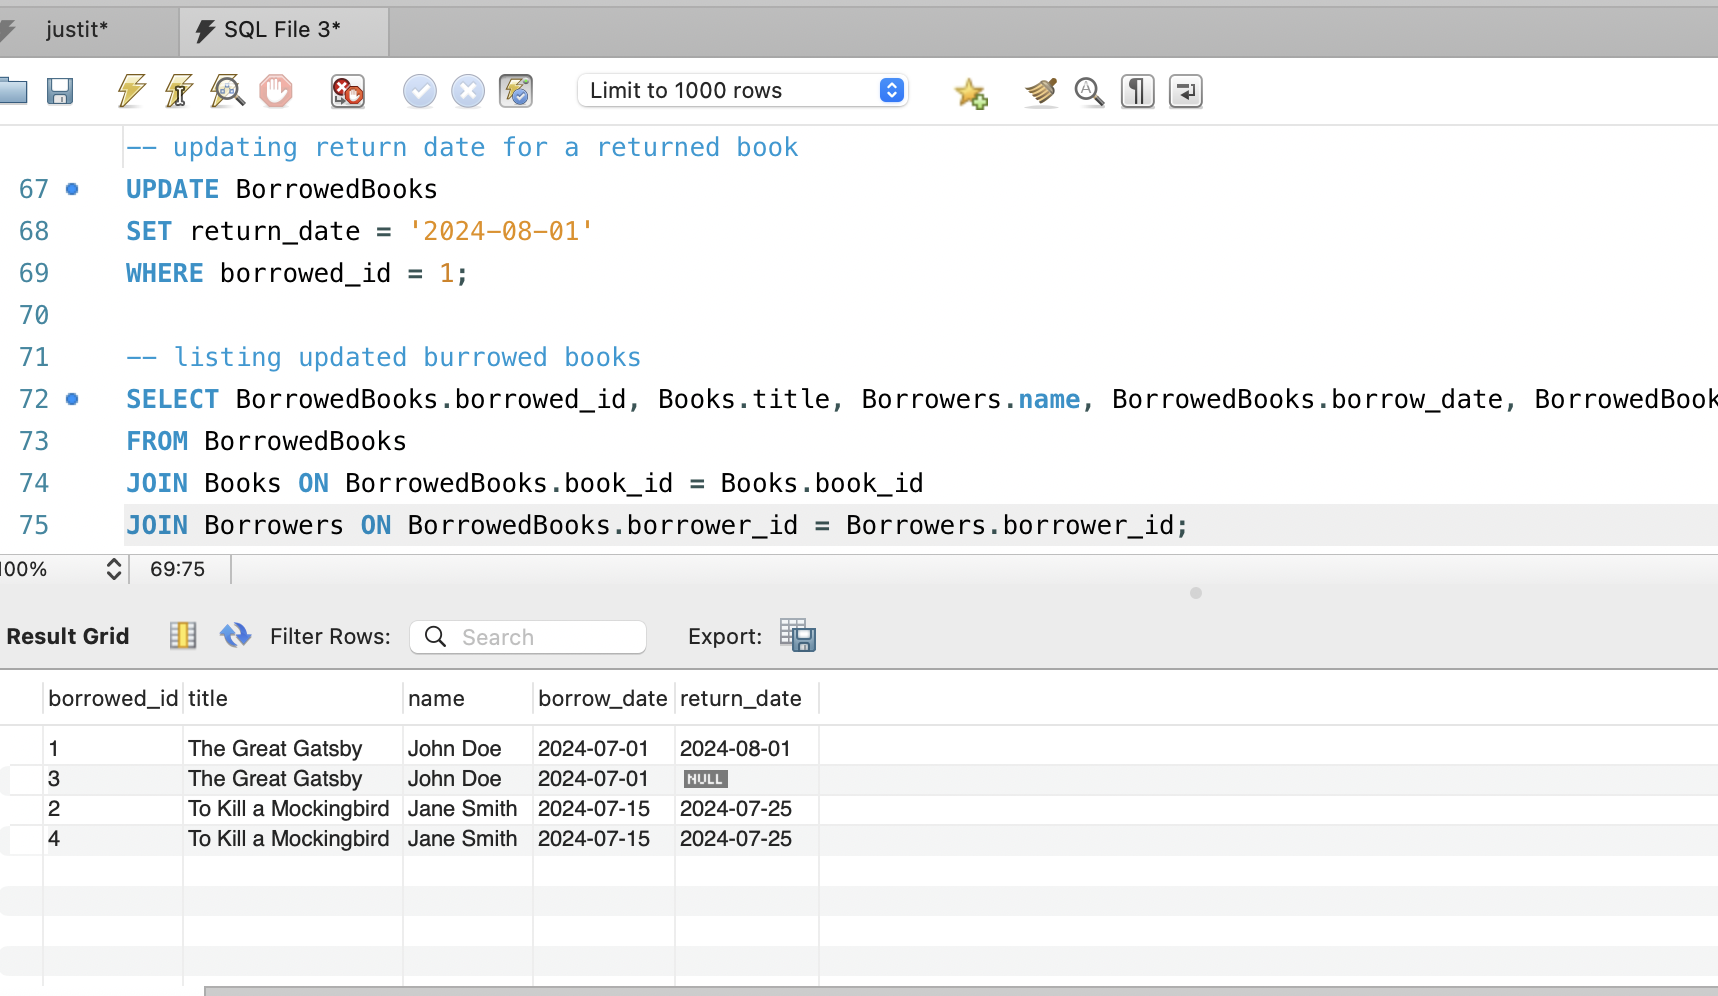 justit*
SQL File 3*
Limit to 1000 rows
-- updating return date for a returned book
67 UPDATE BorrowedBooks
68 SET return_date = '2024-08-01'
69 WHERE borrowed_id = 1;
70
71 -- listing updated burrowed books
72 SELECT BorrowedBooks.borrowed_id, Books.title, Borrowers.name, BorrowedBooks.borrow_date, BorrowedBook
73 FROM BorrowedBooks
74 JOIN Books ON BorrowedBooks.book_id = Books.book_id
75 JOIN Borrowers ON BorrowedBooks.borrower_id = Borrowers.borrower_id;
100% 69:75
Result Grid Filter Rows: Search Export:
borrowed_id title name borrow_date return_date
1 The Great Gatsby John Doe 2024-07-01 2024-08-01
3 The Great Gatsby John Doe 2024-07-01 NULL
2 To Kill a Mockingbird Jane Smith 2024-07-15 2024-07-25
4 To Kill a Mockingbird Jane Smith 2024-07-15 2024-07-25